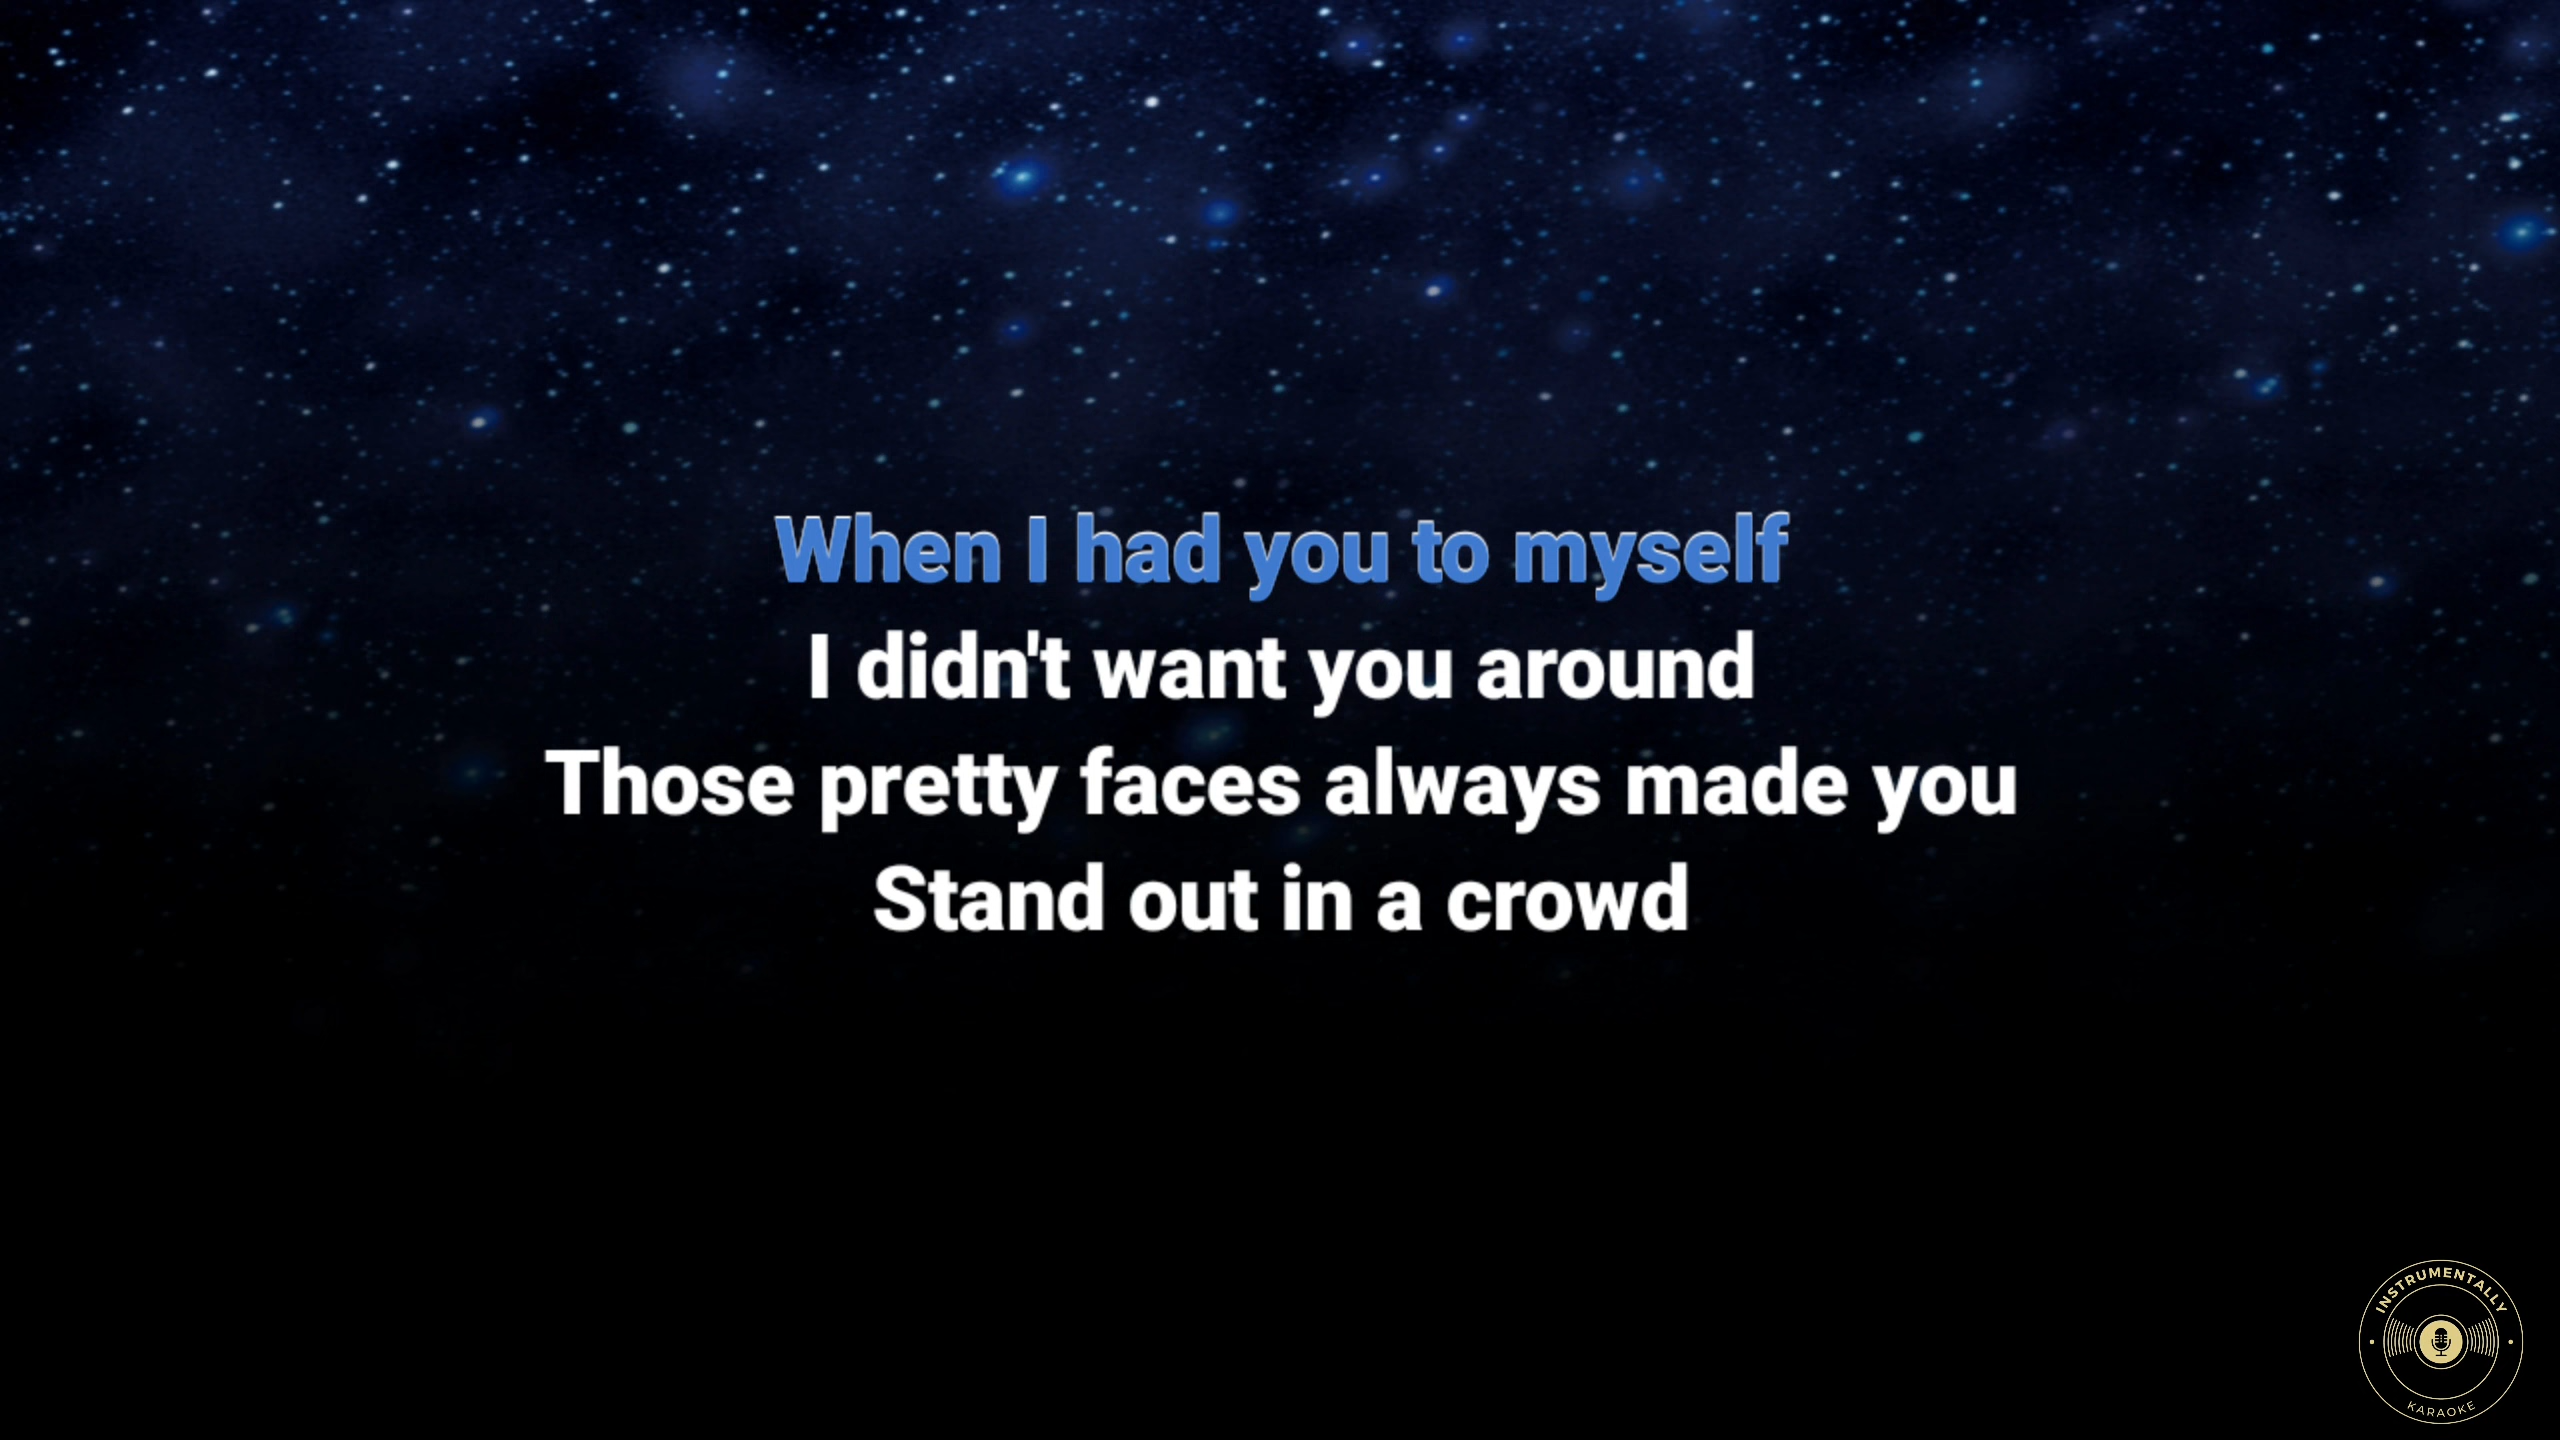 When I had you to myself
I didn't want you around
Those pretty faces always made you
Stand out in a crowd
INSTRUMENTALLY
KARAOKE